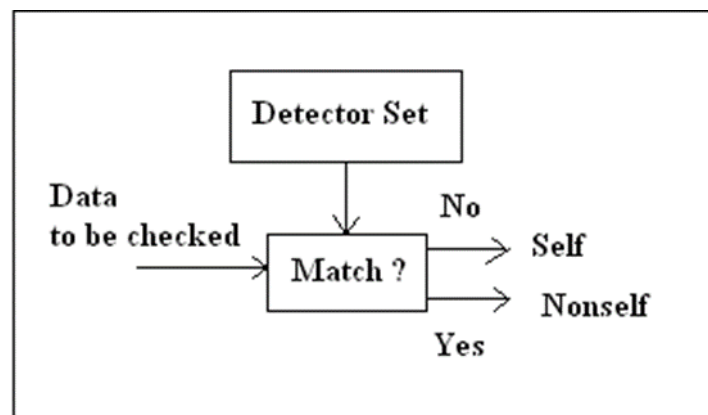 Detector Set
Data
to be checked
No
Match ?
Self
Nonself
Yes